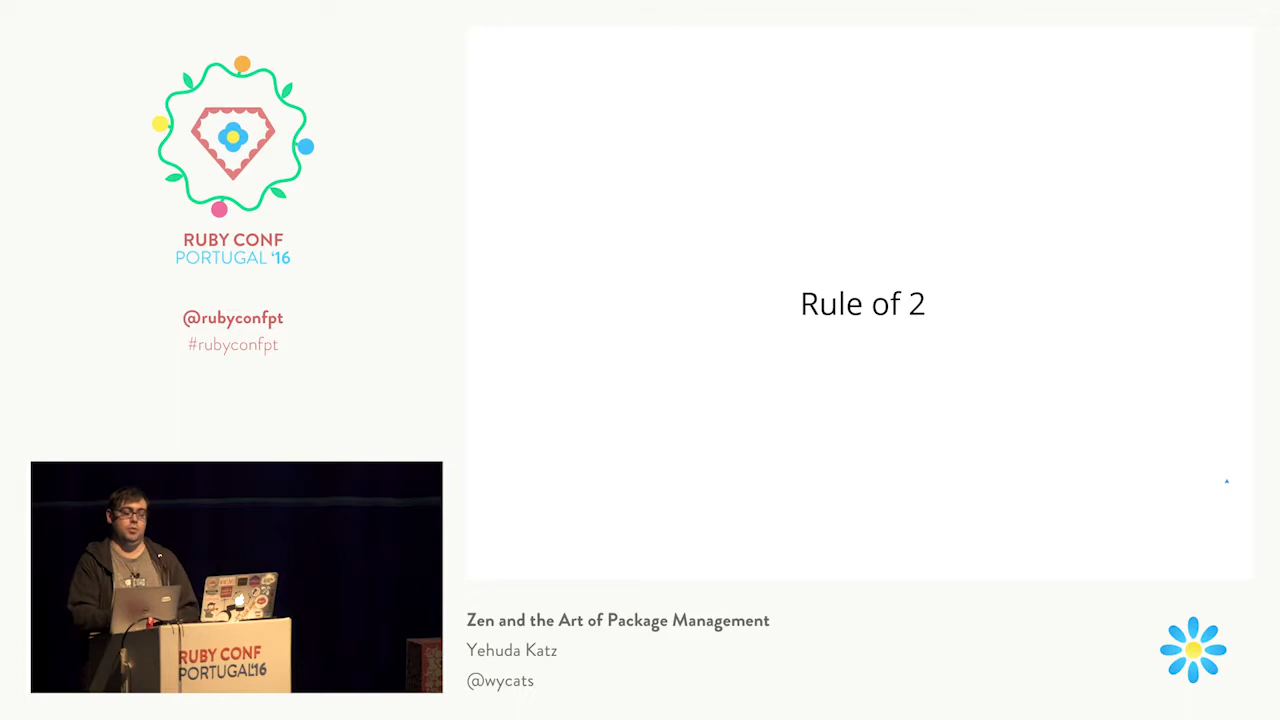 RUBY CONF
PORTUGAL '16
@rubyconfpt
#rubyconfpt
Rule of 2
RUBY CONF
PORTUGAL'16
Zen and the Art of Package Management
Yehuda Katz
@wycats